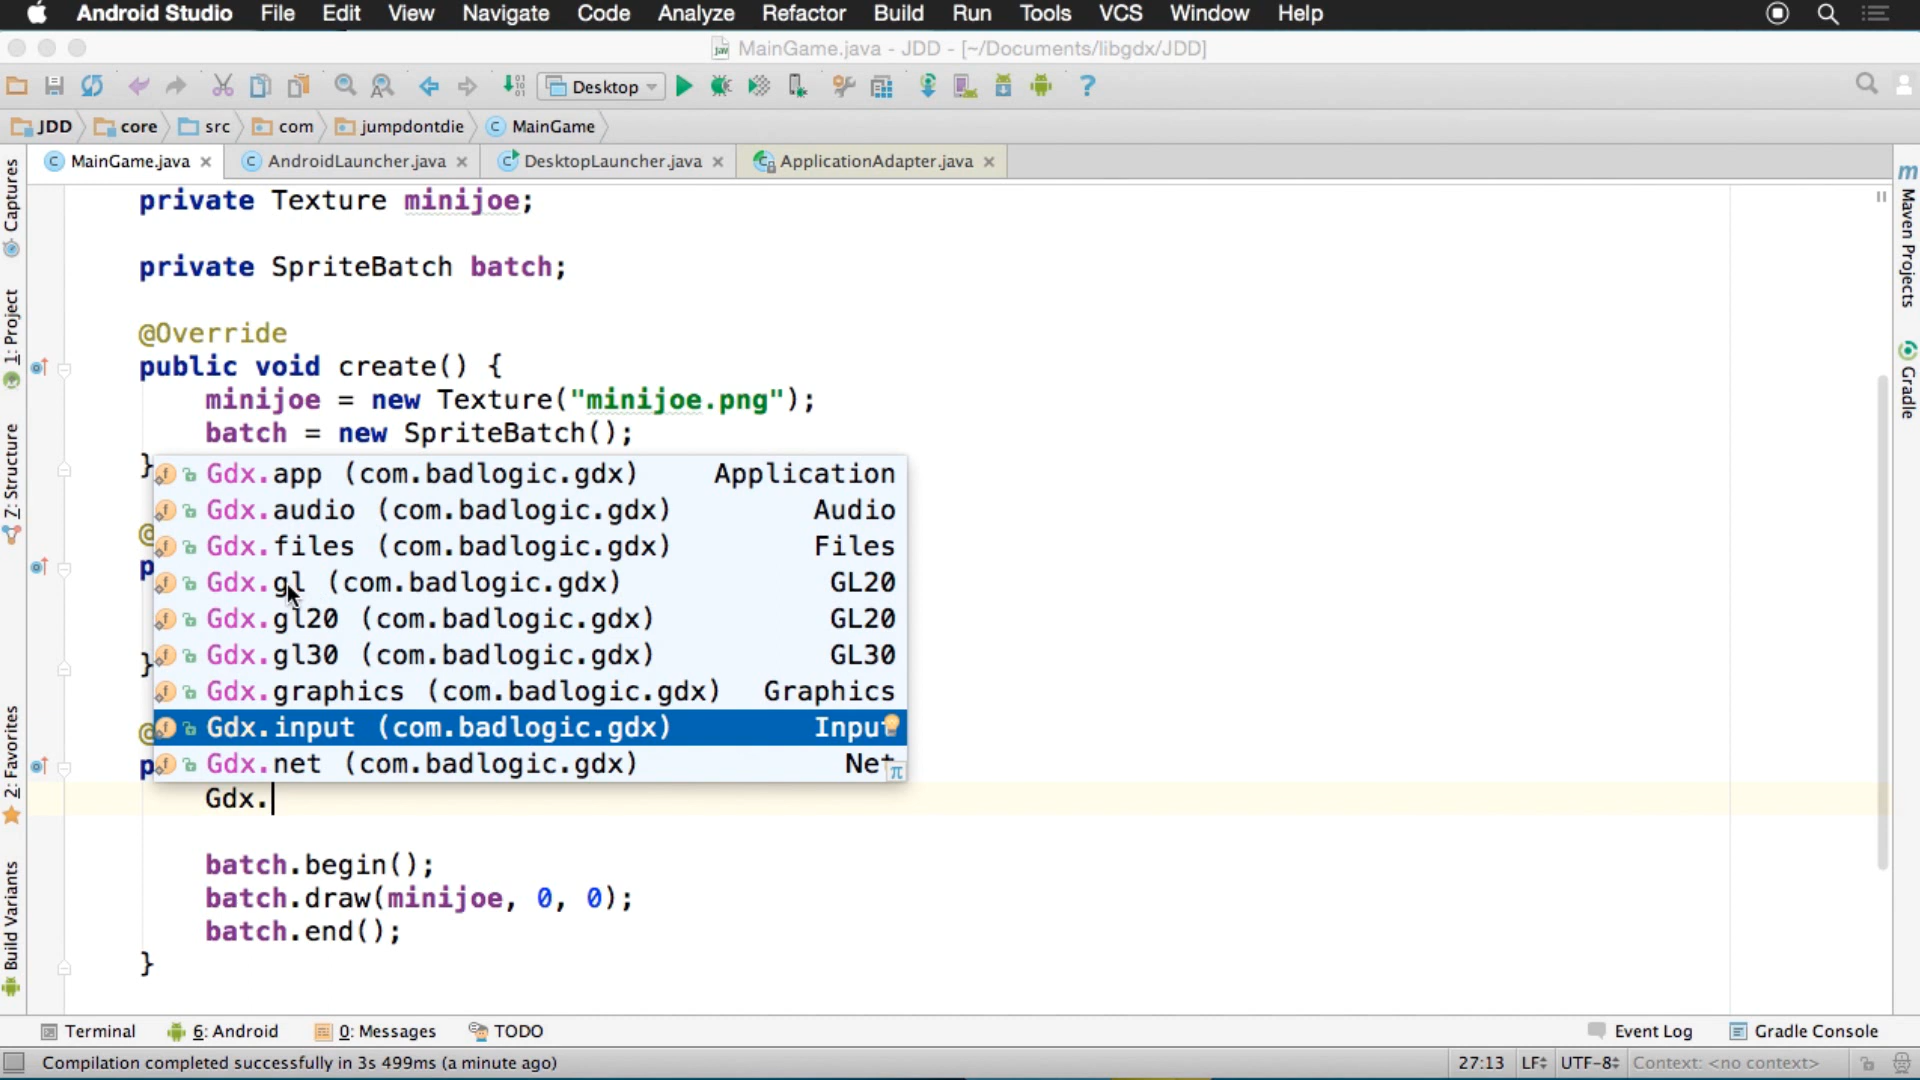 Android Studio File Edit View Navigate Code Analyze Refactor Build Run Tools VCS Window Help
MainGame.java - JDD - [~/Documents/libgdx/JDD]
Desktop
JDD core src com jumpdontdie MainGame
MainGame.java AndroidLauncher.java DesktopLauncher.java ApplicationAdapter.java
Captures
1: Project
7: Structure
2: Favorites
Build Variants
private Texture minijoe;
private SpriteBatch batch;
@Override
public void create() {
minijoe = new Texture("minijoe.png");
batch = new SpriteBatch();
}
Gdx.app (com.badlogic.gdx) Application
Gdx.audio (com.badlogic.gdx) Audio
Gdx.files (com.badlogic.gdx) Files
Gdx.gl (com.badlogic.gdx) GL20
Gdx.gl20 (com.badlogic.gdx) GL20
Gdx.gl30 (com.badlogic.gdx) GL30
Gdx.graphics (com.badlogic.gdx) Graphics
Gdx.input (com.badlogic.gdx) Input
Gdx.net (com.badlogic.gdx) Net
π
Gdx.
batch.begin();
batch.draw(minijoe, 0, 0);
batch.end();
}
Maven Projects
Gradle
Terminal 6: Android 0: Messages TODO Event Log Gradle Console
Compilation completed successfully in 3s 499ms (a minute ago) 27:13 LF UTF-8 Context: <no context>